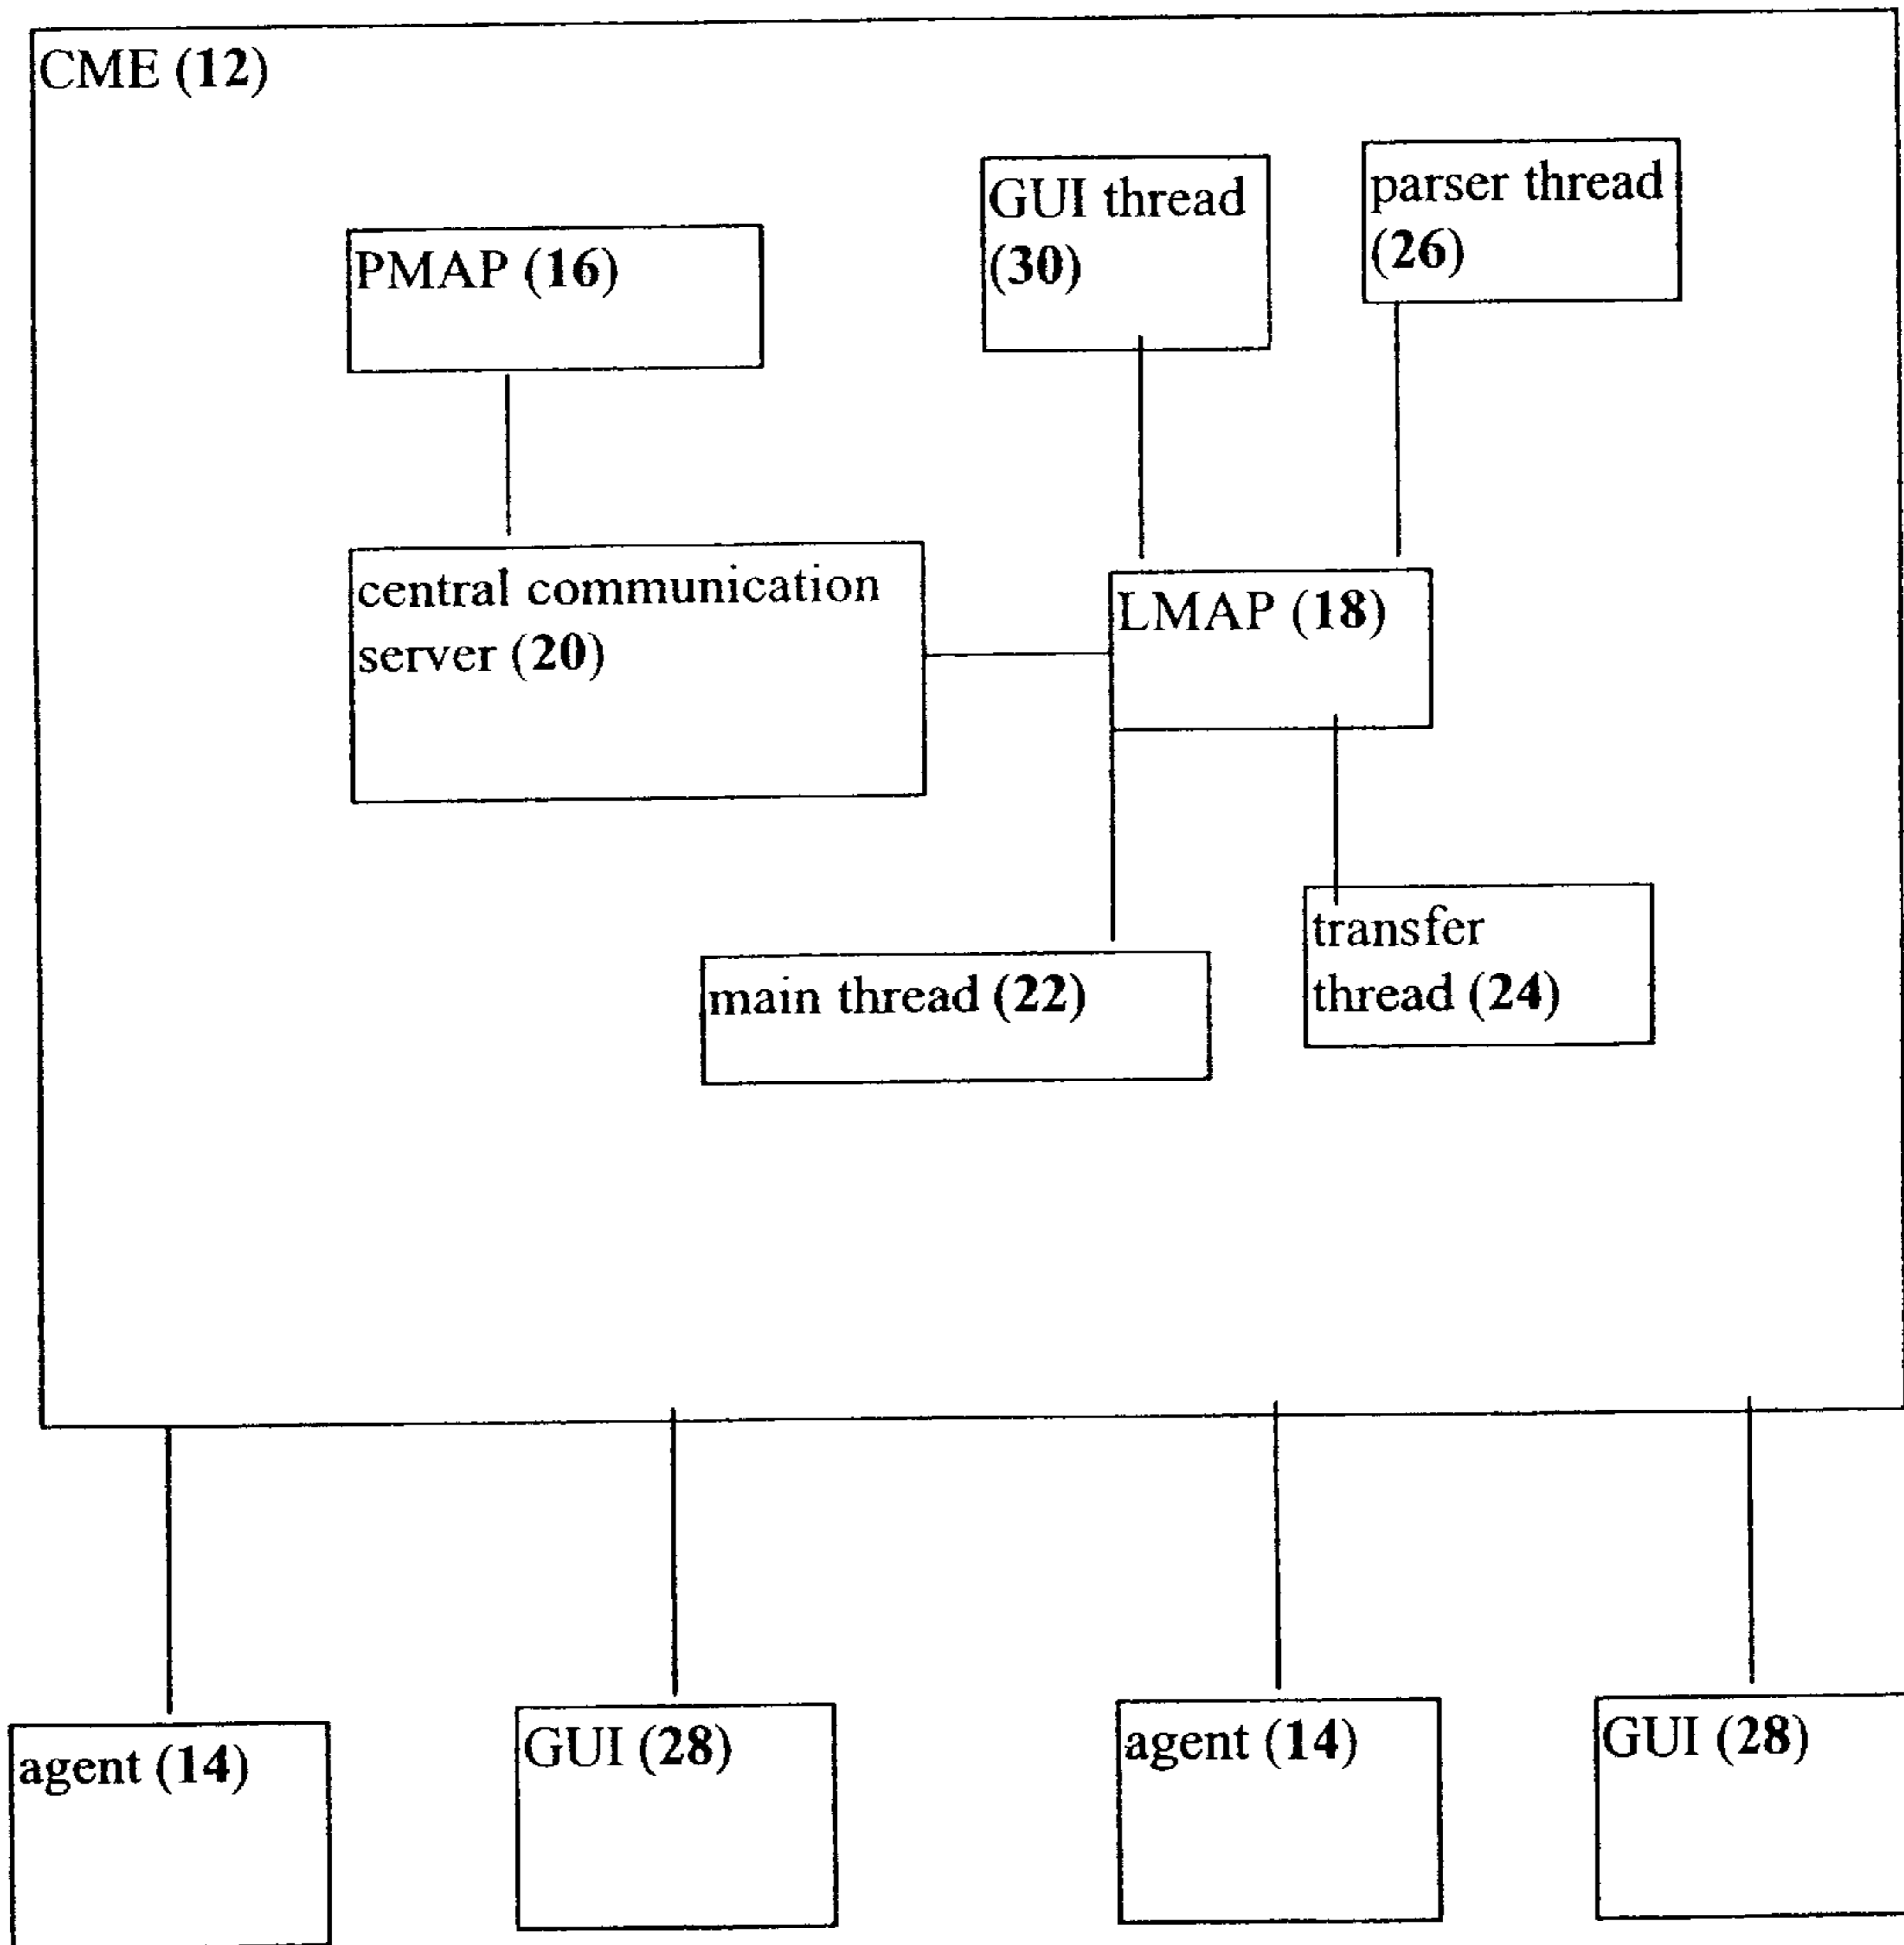 CME (12)
PMAP (16)
GUI thread
(30)
parser thread
(26)
central communication
server (20)
LMAP (18)
main thread (22)
transfer
thread (24)
agent (14)
GUI (28)
agent (14)
GUI (28)